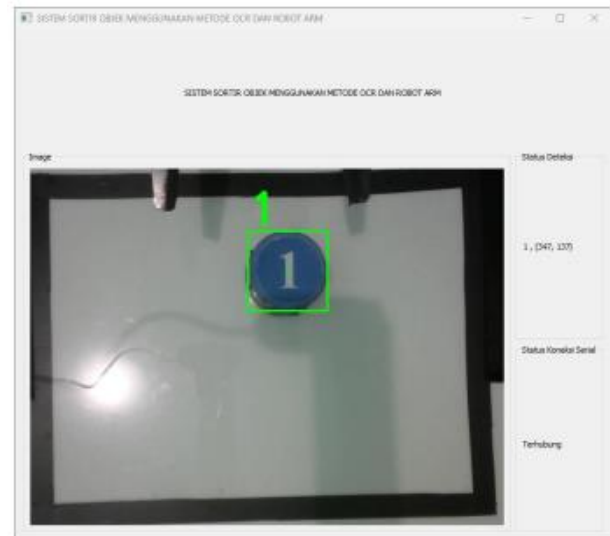 SISTEM SORTIR OBJEK MENGGUNAKAN METODE OCR DAN ROBOT ARM
SISTEM SORTIR OBJEK MENGGUNAKAN METODE OCR DAN ROBOT ARM
Image
Status Deteksi
1
1
1 , (347, 137)
Status Koneksi Serial
Terhubung